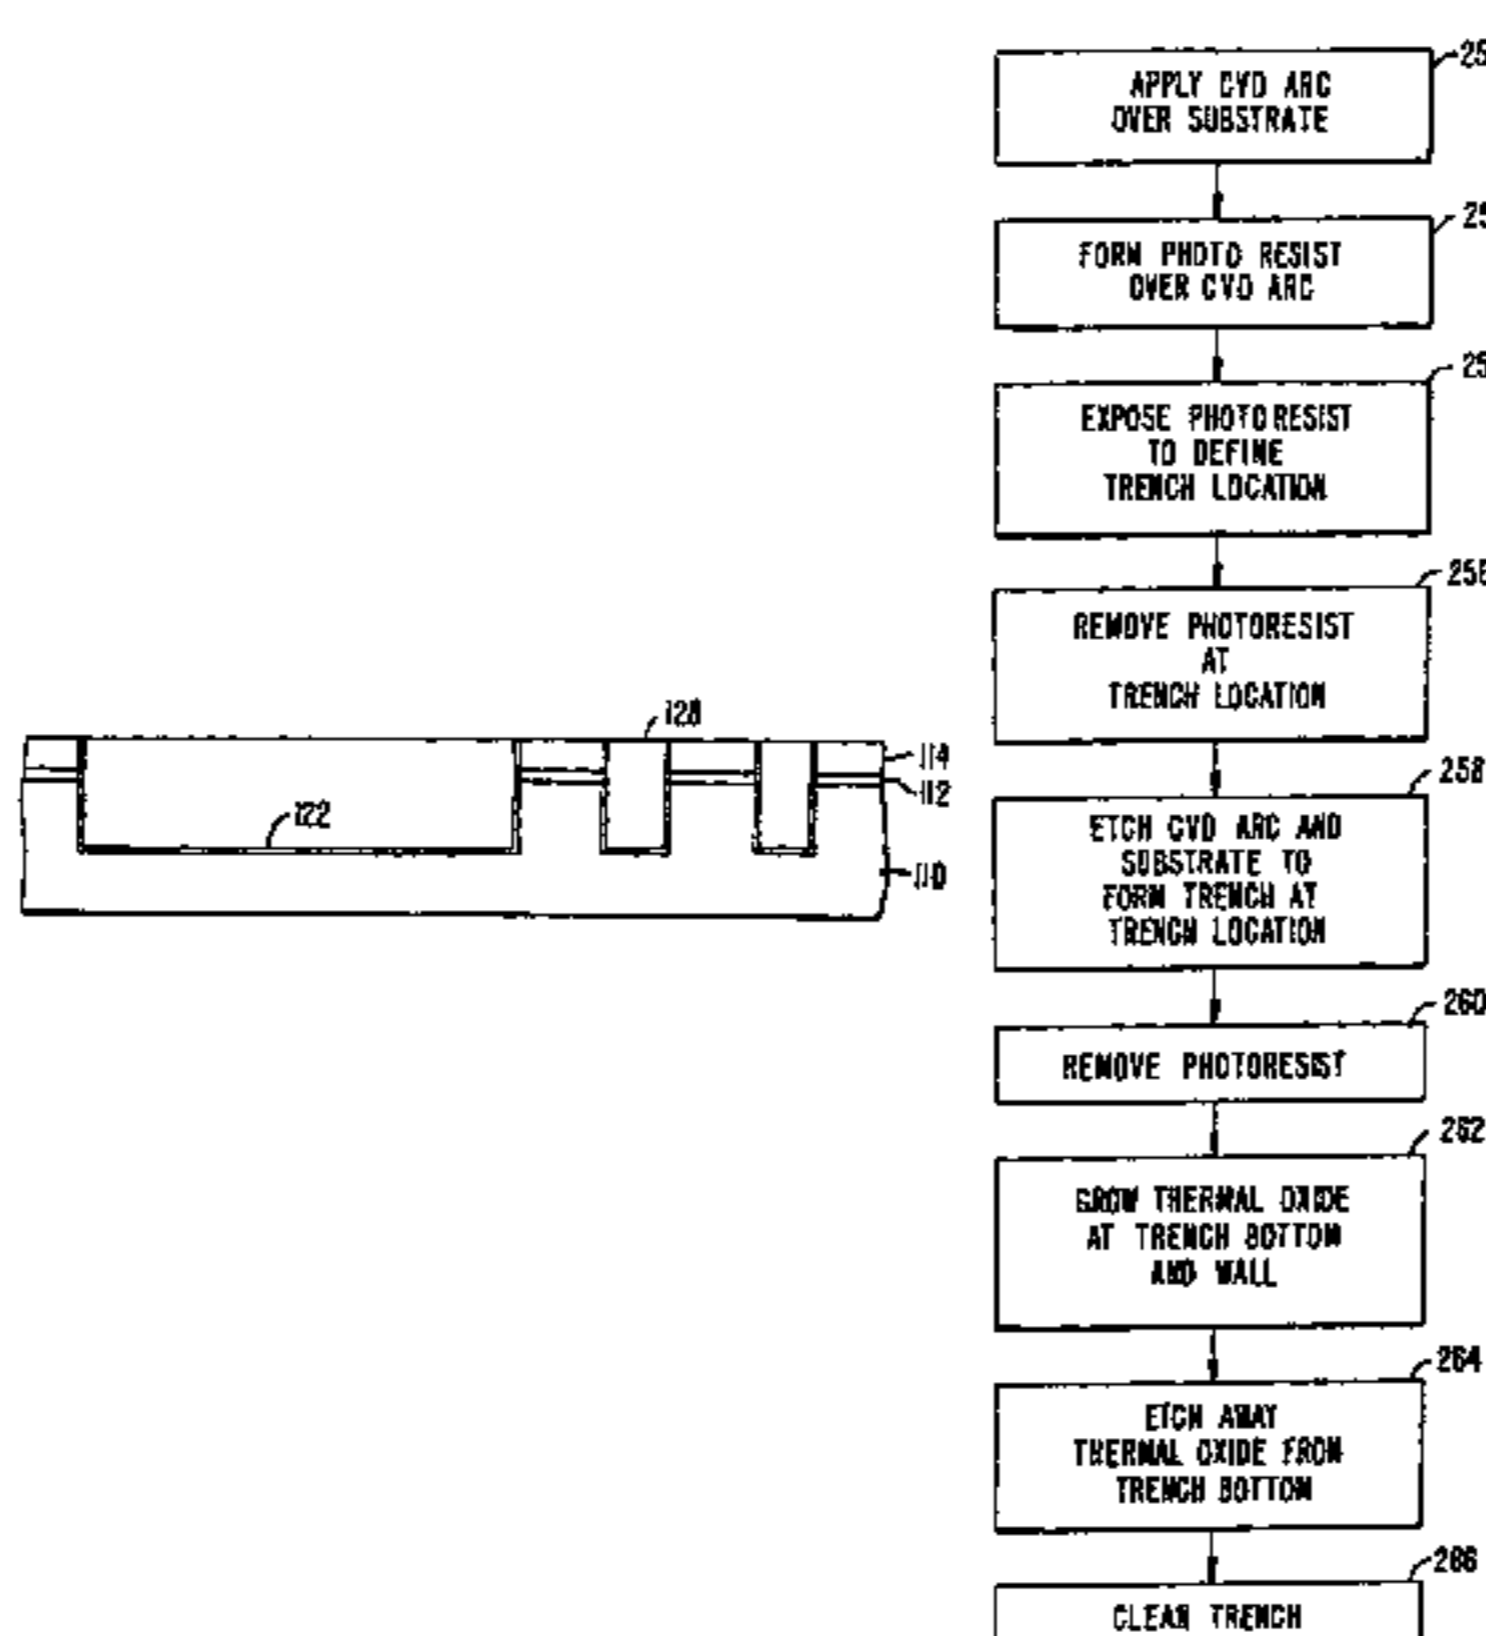 APPLY CVD ARC
OVER SUBSTRATE
FORM PHOTO RESIST
OVER CVD ARC
EXPOSE PHOTORESIST
TO DEFINE
TRENCH LOCATION
REMOVE PHOTORESIST
AT
TRENCH LOCATION
258
ETCH CVD ARC AND
SUBSTRATE TO
FORM TRENCH AT
TRENCH LOCATION
260
REMOVE PHOTORESIST
262
GROW THERMAL OXIDE
AT TRENCH BOTTOM
AND WALL
264
ETCH AWAY
THERMAL OXIDE FROM
TRENCH BOTTOM
266
CLEAN TRENCH
128
114
112
122
110